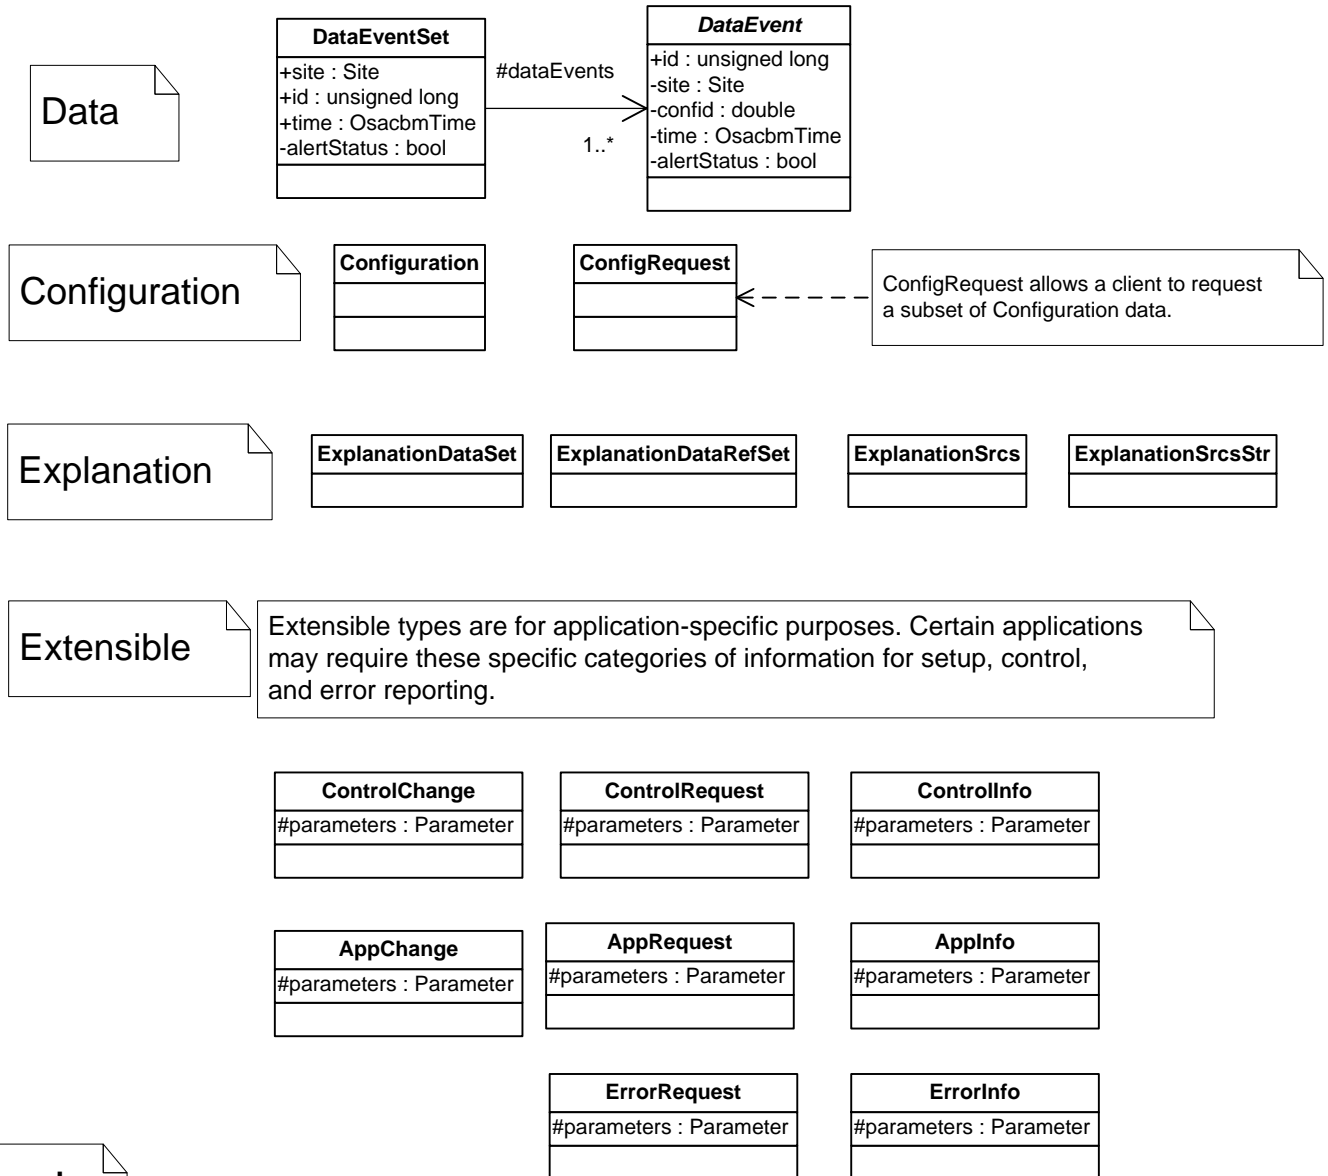 Data
DataEventSet
+site : Site
+id : unsigned long
+time : OsacbmTime
-alertStatus : bool
#dataEvents
1..*
DataEvent
+id : unsigned long
-site : Site
-confid : double
-time : OsacbmTime
-alertStatus : bool
Configuration
Configuration
ConfigRequest
ConfigRequest allows a client to request
a subset of Configuration data.
Explanation
ExplanationDataSet
ExplanationDataRefSet
ExplanationSrcs
ExplanationSrcsStr
Extensible
Extensible types are for application-specific purposes. Certain applications
may require these specific categories of information for setup, control,
and error reporting.
ControlChange
#parameters : Parameter
ControlRequest
#parameters : Parameter
ControlInfo
#parameters : Parameter
AppChange
#parameters : Parameter
AppRequest
#parameters : Parameter
AppInfo
#parameters : Parameter
ErrorRequest
#parameters : Parameter
ErrorInfo
#parameters : Parameter